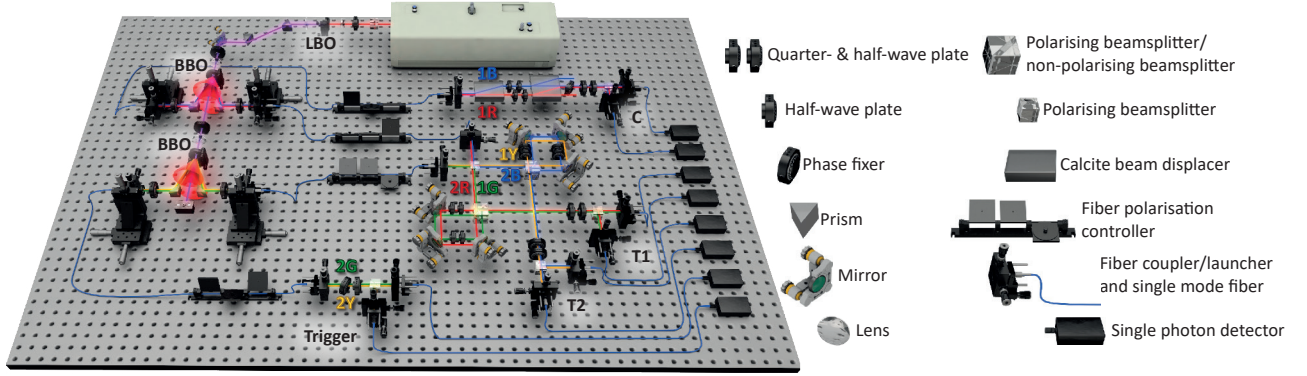 LBO
BBO
BBO
1B
1R
C
1Y
2B
2R
1G
T1
2G
2Y
T2
Trigger
Quarter- & half-wave plate
Half-wave plate
Phase fixer
Prism
Mirror
Lens
Polarising beamsplitter/
non-polarising beamsplitter
Polarising beamsplitter
Calcite beam displacer
Fiber polarisation
controller
Fiber coupler/launcher
and single mode fiber
Single photon detector